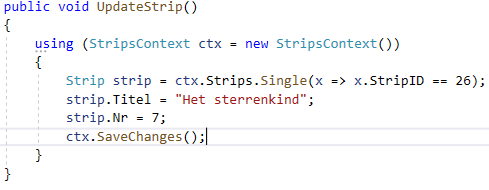 public void UpdateStrip()
{
using (StripsContext ctx = new StripsContext())
{
Strip strip = ctx.Strips.Single(x => x.StripID == 26);
strip.Titel = "Het sterrenkind";
strip.Nr = 7;
ctx.SaveChanges();
}
}